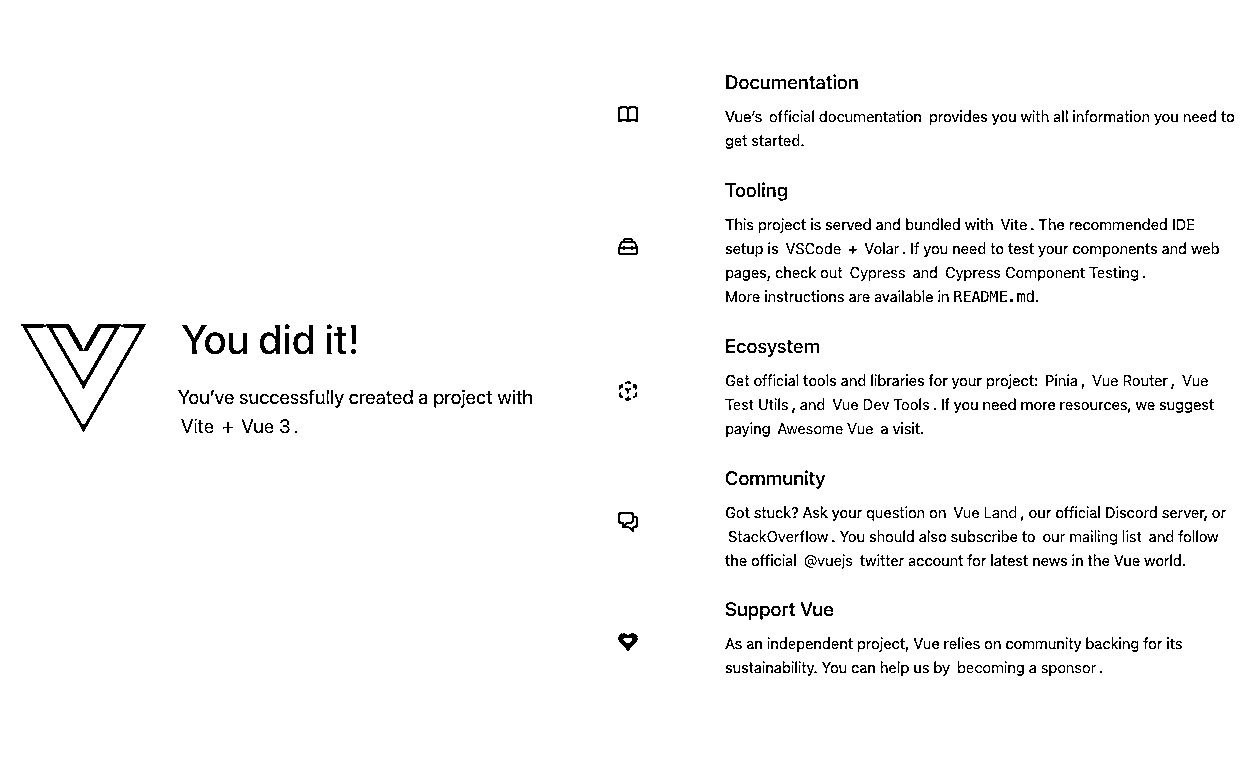 You did it!
You've successfully created a project with
Vite + Vue 3.
Documentation
Vue's official documentation provides you with all information you need to
get started.
Tooling
This project is served and bundled with Vite. The recommended IDE
setup is VSCode + Volar. If you need to test your components and web
pages, check out Cypress and Cypress Component Testing.
More instructions are available in README.md.
Ecosystem
Get official tools and libraries for your project: Pinia, Vue Router, Vue
Test Utils, and Vue Dev Tools. If you need more resources, we suggest
paying Awesome Vue a visit.
Community
Got stuck? Ask your question on Vue Land, our official Discord server, or
StackOverflow. You should also subscribe to our mailing list and follow
the official @vuejs twitter account for latest news in the Vue world.
Support Vue
As an independent project, Vue relies on community backing for its
sustainability. You can help us by becoming a sponsor.